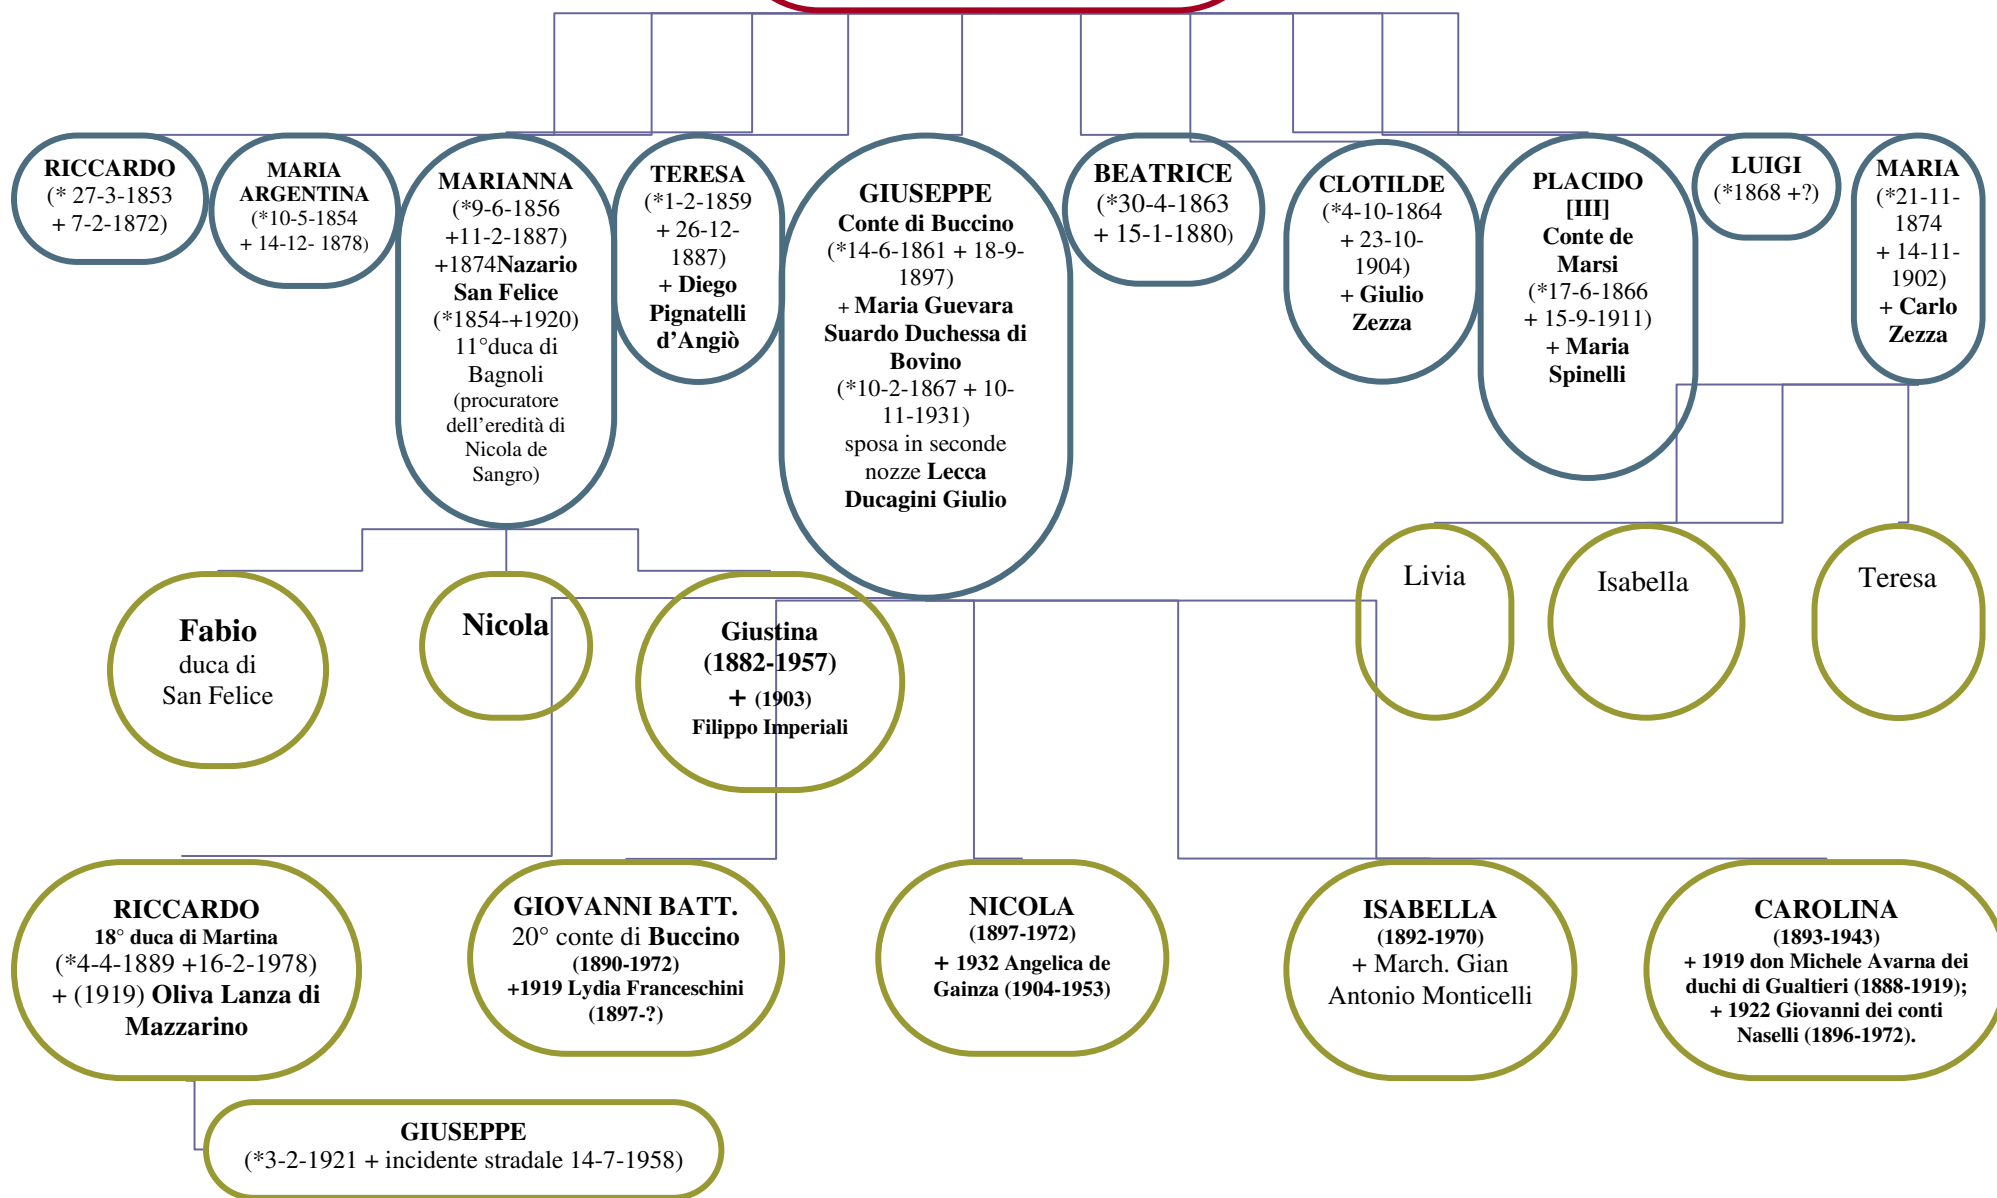 RICCARDO
(* 27-3-1853
+ 7-2-1872)
MARIA
ARGENTINA
(*10-5-1854
+ 14-12- 1878)
MARIANNA
(*9-6-1856
+11-2-1887)
+1874Nazario
San Felice
(*1854-+1920)
11°duca di
Bagnoli
(procuratore
dell'eredità di
Nicola de
Sangro)
TERESA
(*1-2-1859
+ 26-12-
1887)
+ Diego
Pignatelli
d'Angiò
GIUSEPPE
Conte di Buccino
(*14-6-1861 + 18-9-
1897)
+ Maria Guevara
Suardo Duchessa di
Bovino
(*10-2-1867 + 10-
11-1931)
sposa in seconde
nozze Lecca
Ducagini Giulio
BEATRICE
(*30-4-1863
+ 15-1-1880)
CLOTILDE
(*4-10-1864
+ 23-10-
1904)
+ Giulio
Zezza
PLACIDO
[III]
Conte de
Marsi
(*17-6-1866
+ 15-9-1911)
+ Maria
Spinelli
LUIGI
(*1868 +?)
MARIA
(*21-11-
1874
+ 14-11-
1902)
+ Carlo
Zezza
Fabio
duca di
San Felice
Nicola
Giustina
(1882-1957)
+ (1903)
Filippo Imperiali
Livia
Isabella
Teresa
RICCARDO
18° duca di Martina
(*4-4-1889 +16-2-1978)
+ (1919) Oliva Lanza di
Mazzarino
GIOVANNI BATT.
20° conte di Buccino
(1890-1972)
+1919 Lydia Franceschini
(1897-?)
NICOLA
(1897-1972)
+ 1932 Angelica de
Gainza (1904-1953)
ISABELLA
(1892-1970)
+ March. Gian
Antonio Monticelli
CAROLINA
(1893-1943)
+ 1919 don Michele Avarna dei
duchi di Gualtieri (1888-1919);
+ 1922 Giovanni dei conti
Naselli (1896-1972).
GIUSEPPE
(*3-2-1921 + incidente stradale 14-7-1958)